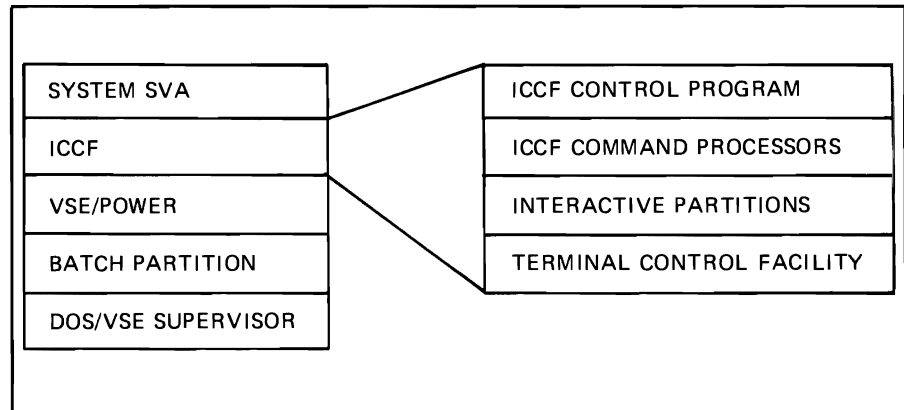 SYSTEM SVA
ICCF
VSE/POWER
BATCH PARTITION
DOS/VSE SUPERVISOR
ICCF CONTROL PROGRAM
ICCF COMMAND PROCESSORS
INTERACTIVE PARTITIONS
TERMINAL CONTROL FACILITY